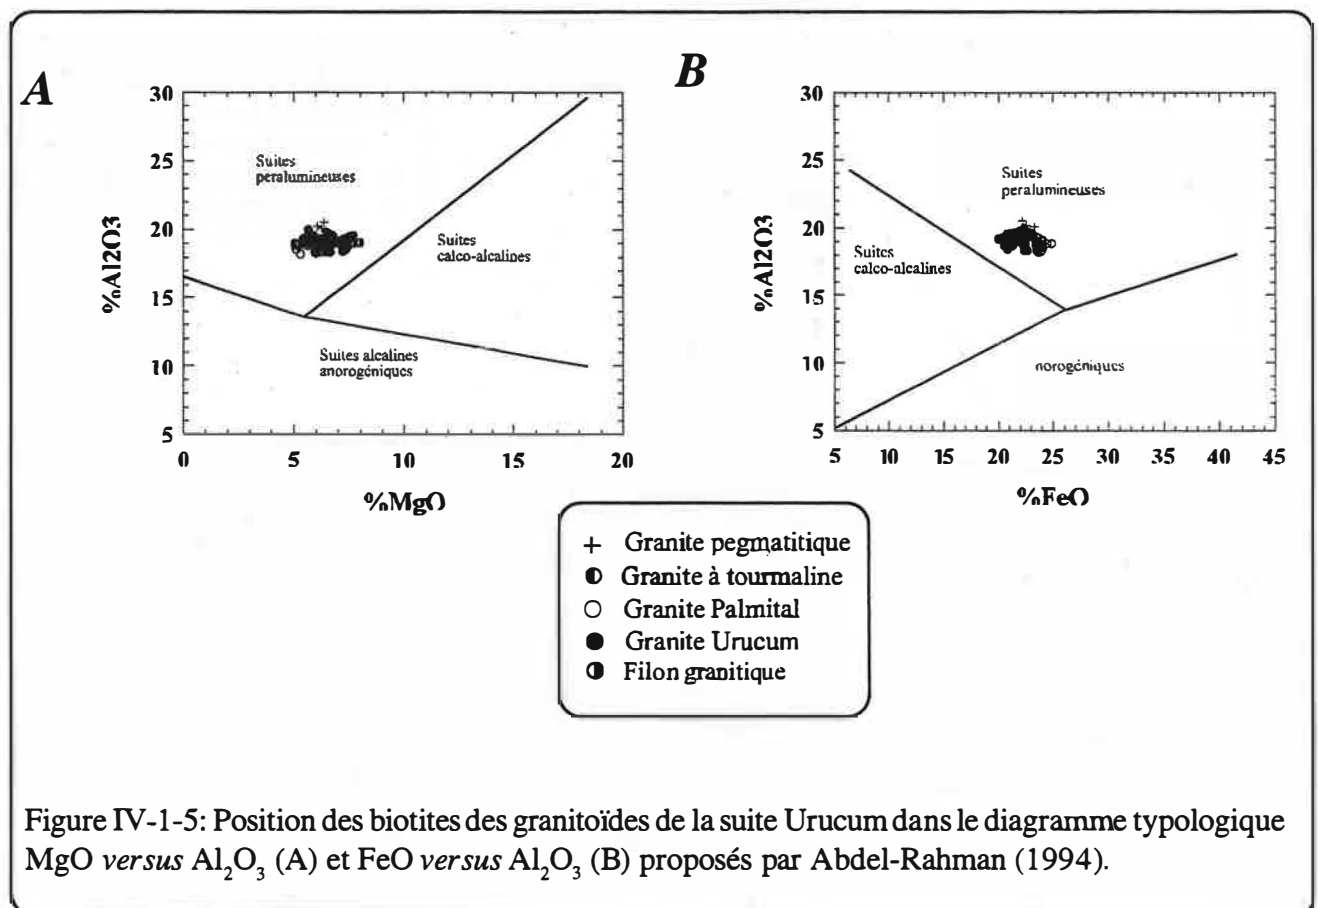 A
B
30
25
20
15
10
5
%Al2O3
Suites
peralumineuses
Suites
calco-alcalines
Suites alcalines
anorogéniques
0 5 10 15 20
%MgO
30
25
20
15
10
5
%Al2O3
Suites
peralumineuses
Suites
calco-alcalines
norogéniques
5 10 15 20 25 30 35 40 45
%FeO
+ Granite pegmatitique
◐ Granite à tourmaline
○ Granite Palmital
● Granite Urucum
◑ Filon granitique
Figure IV-1-5: Position des biotites des granitoïdes de la suite Urucum dans le diagramme typologique
MgO versus Al₂O₃ (A) et FeO versus Al₂O₃ (B) proposés par Abdel-Rahman (1994).